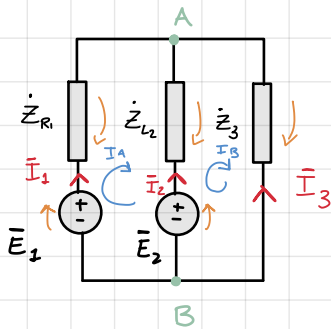 A
Ż_R1
Ż_L2
ż_3
I_A
I_B
Ī_1
Ī_2
Ī_3
+
-
+
-
Ē_1
Ē_2
B